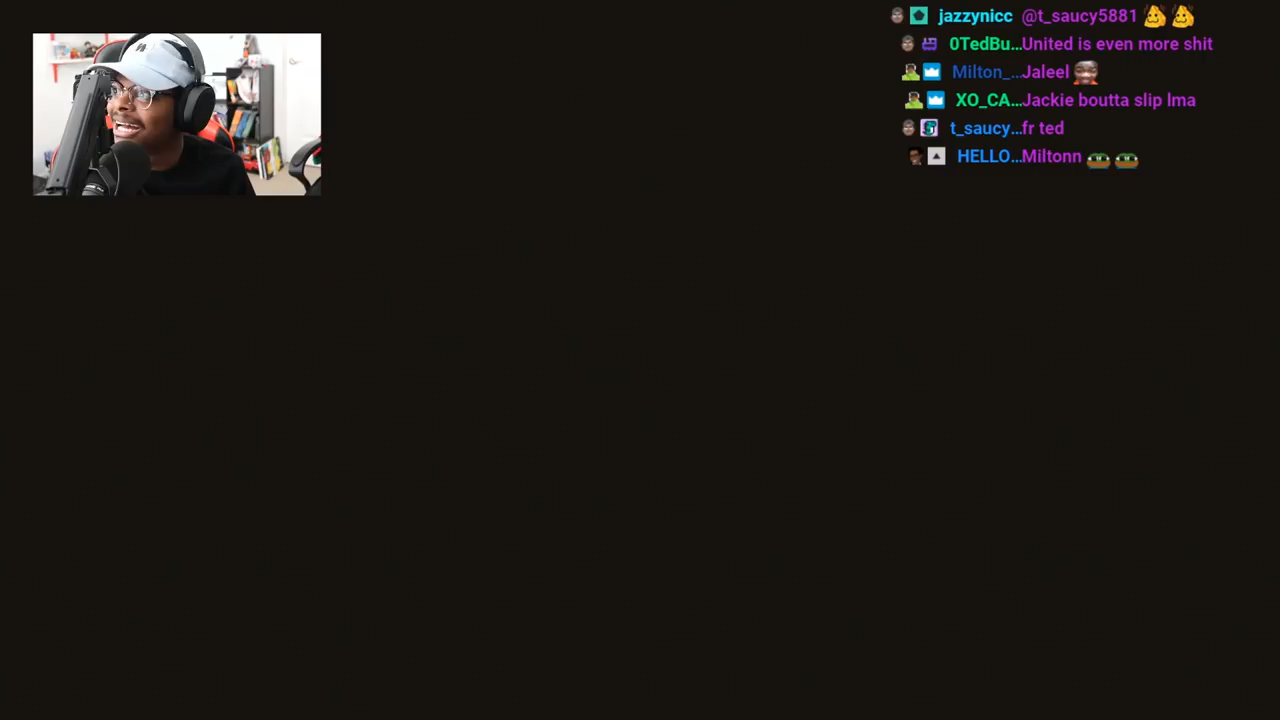 jazzynicc @t_saucy5881
0TedBu...United is even more shit
Milton_...Jaleel
XO_CA...Jackie boutta slip lma
t_saucy...fr ted
HELLO...Miltonn